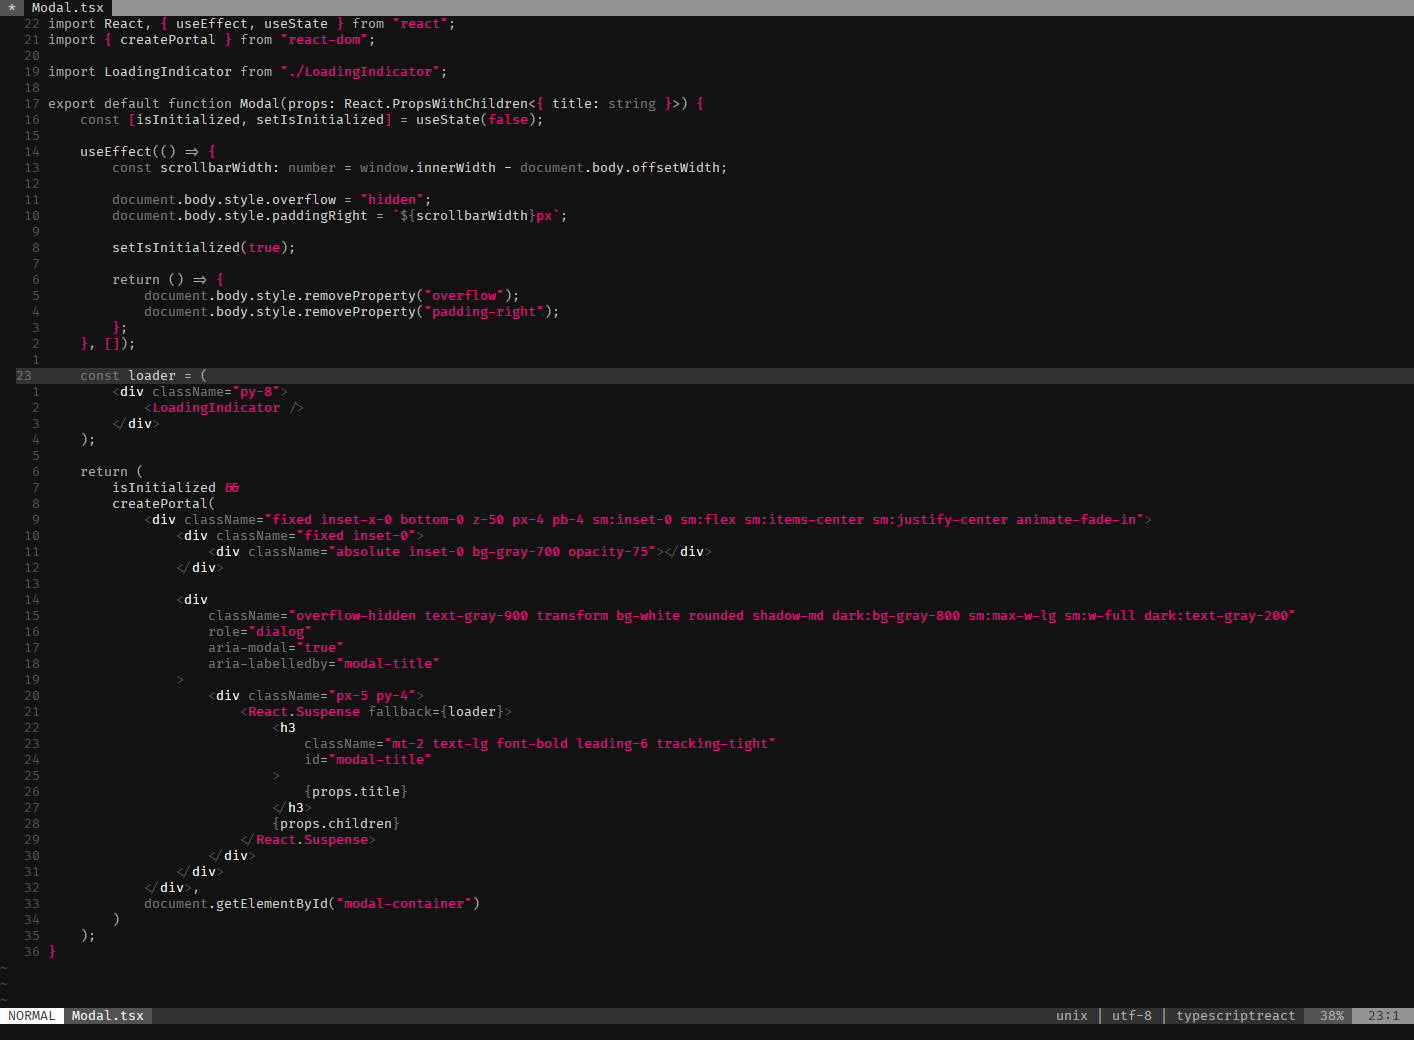 * Modal.tsx
22 import React, { useEffect, useState } from "react";
21 import { createPortal } from "react-dom";
20
19 import LoadingIndicator from "./LoadingIndicator";
18
17 export default function Modal(props: React.PropsWithChildren<{ title: string }>) {
16     const [isInitialized, setIsInitialized] = useState(false);
15
14     useEffect(() => {
13         const scrollbarWidth: number = window.innerWidth - document.body.offsetWidth;
12
11         document.body.style.overflow = "hidden";
10         document.body.style.paddingRight = `${scrollbarWidth}px`;
9
8         setIsInitialized(true);
7
6         return () => {
5             document.body.style.removeProperty("overflow");
4             document.body.style.removeProperty("padding-right");
3         };
2     }, []);
1
23     const loader = (
1         <div className="py-8">
2             <LoadingIndicator />
3         </div>
4     );
5
6     return (
7         isInitialized &&
8         createPortal(
9             <div className="fixed inset-x-0 bottom-0 z-50 px-4 pb-4 sm:inset-0 sm:flex sm:items-center sm:justify-center animate-fade-in">
10                 <div className="fixed inset-0">
11                     <div className="absolute inset-0 bg-gray-700 opacity-75"></div>
12                 </div>
13
14                 <div
15                     className="overflow-hidden text-gray-900 transform bg-white rounded shadow-md dark:bg-gray-800 sm:max-w-lg sm:w-full dark:text-gray-200"
16                     role="dialog"
17                     aria-modal="true"
18                     aria-labelledby="modal-title"
19                 >
20                     <div className="px-5 py-4">
21                         <React.Suspense fallback={loader}>
22                             <h3
23                                 className="mt-2 text-lg font-bold leading-6 tracking-tight"
24                                 id="modal-title"
25                             >
26                                 {props.title}
27                             </h3>
28                             {props.children}
29                         </React.Suspense>
30                     </div>
31                 </div>
32             </div>,
33             document.getElementById("modal-container")
34         )
35     );
36 }
~
~
~
NORMAL Modal.tsx unix | utf-8 | typescriptreact 38% 23:1